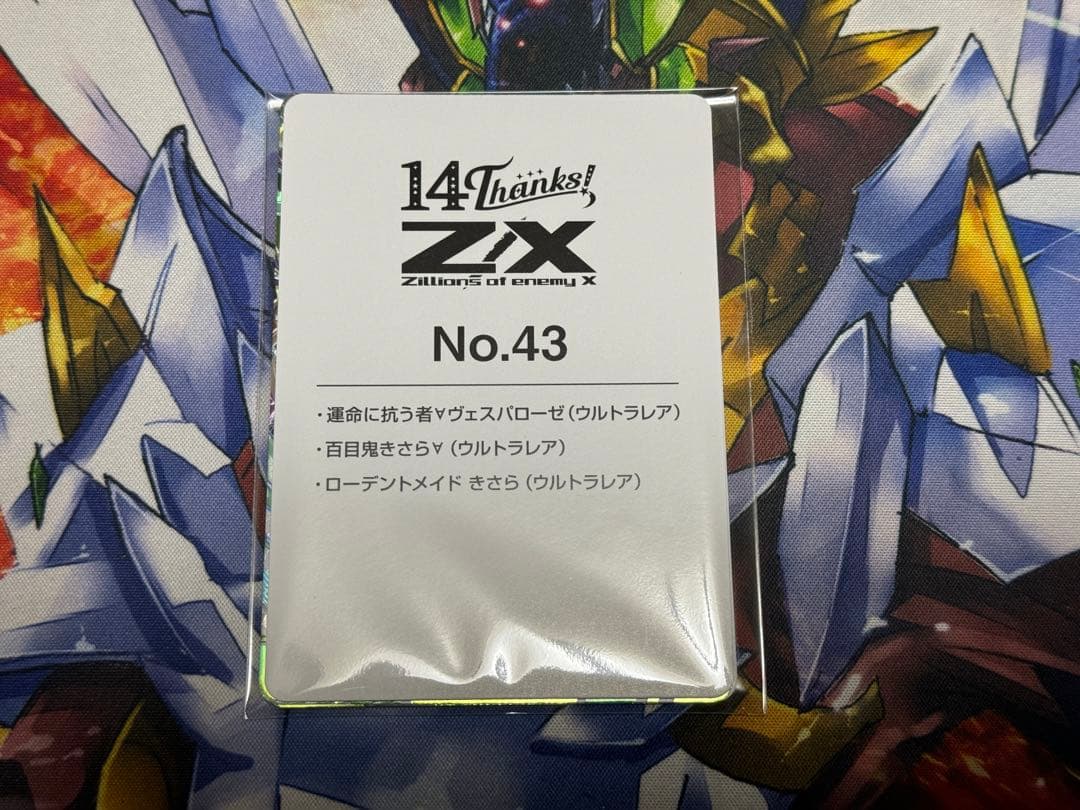 14Thanks!
Z/X
Zillions of enemy X
No.43
・運命に抗う者∀ヴェスパローゼ(ウルトラレア)
・百目鬼きさら∀(ウルトラレア)
・ローデントメイド きさら(ウルトラレア)